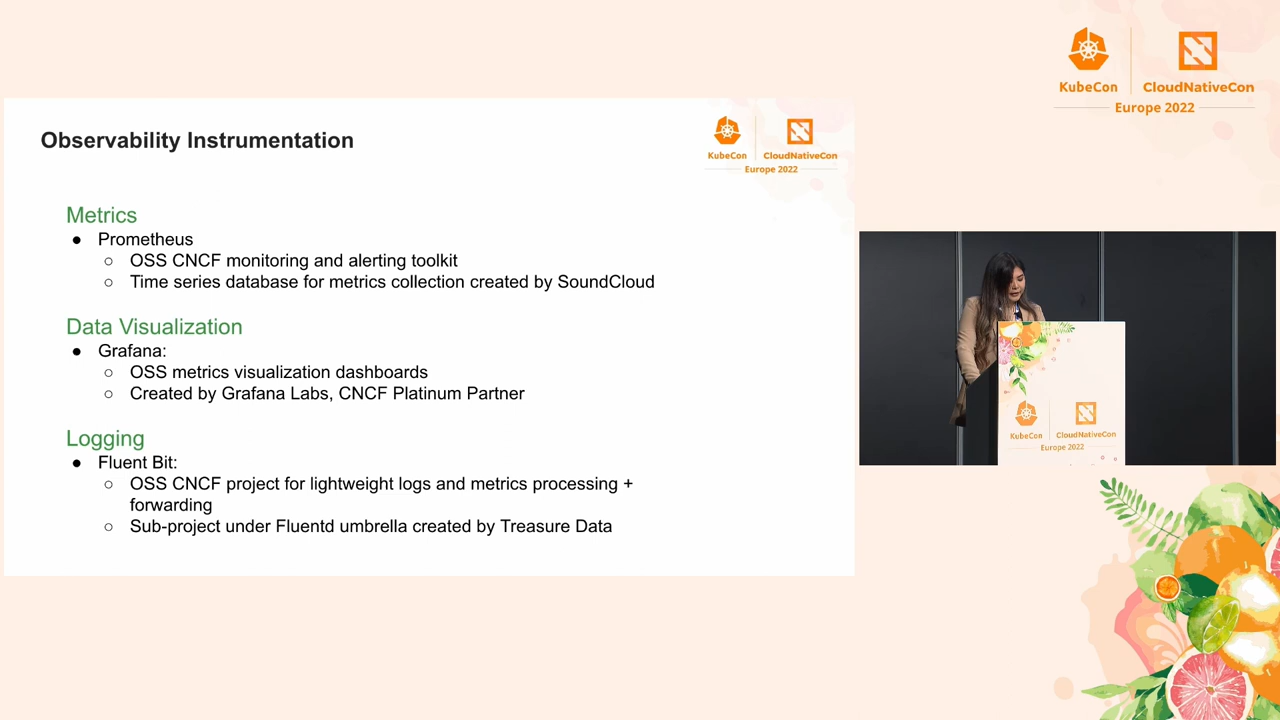 KubeCon
CloudNativeCon
Europe 2022
Observability Instrumentation
KubeCon
CloudNativeCon
Europe 2022
Metrics
● Prometheus
○ OSS CNCF monitoring and alerting toolkit
○ Time series database for metrics collection created by SoundCloud
Data Visualization
● Grafana:
○ OSS metrics visualization dashboards
○ Created by Grafana Labs, CNCF Platinum Partner
Logging
● Fluent Bit:
○ OSS CNCF project for lightweight logs and metrics processing +
forwarding
○ Sub-project under Fluentd umbrella created by Treasure Data
KubeCon
CloudNativeCon
Europe 2022